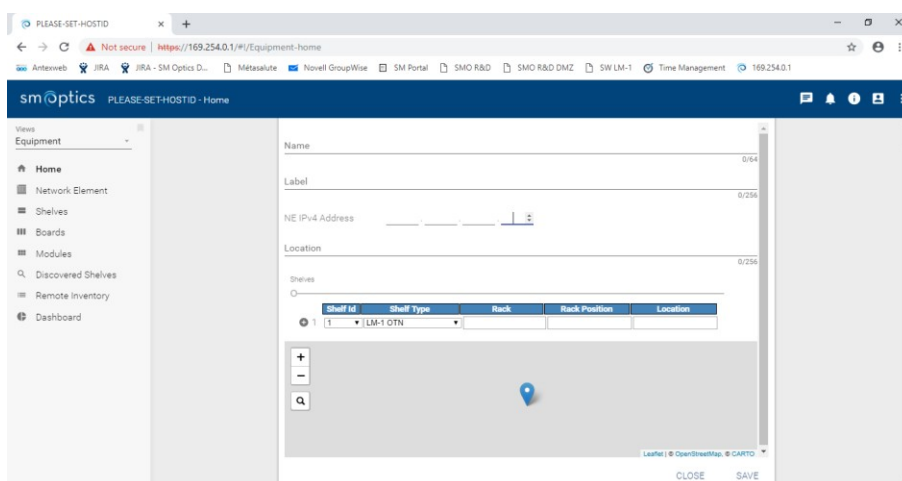 PLEASE-SET-HOSTID
Not secure | https://169.254.0.1/#!/Equipment-home
Antexweb JIRA JIRA - SM Optics D... Métasalute Novell GroupWise SM Portal SMO R&D SMO R&D DMZ SW LM-1 Time Management 169.254.0.1
smoptics PLEASE-SET-HOSTID - Home
Views
Equipment
Home
Network Element
Shelves
Boards
Modules
Discovered Shelves
Remote Inventory
Dashboard
Name
0/64
Label
0/256
NE IPv4 Address
Location
0/256
Shelves
Shelf Id Shelf Type Rack Rack Position Location
1 1 LM-1 OTN
+
−
Leaflet | © OpenStreetMap, © CARTO
CLOSE SAVE